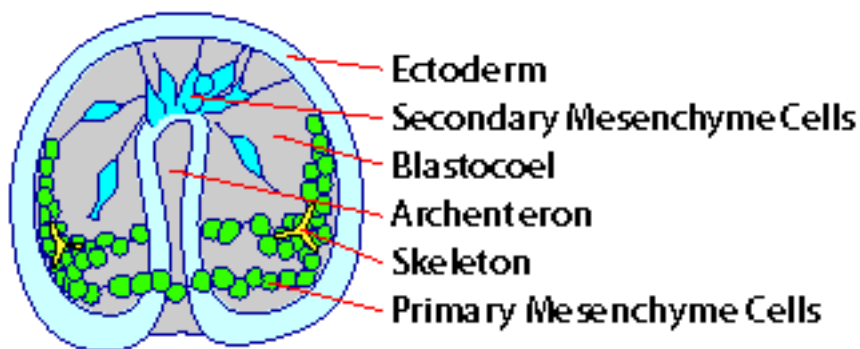 Ectoderm
Secondary Mesenchyme Cells
Blastocoel
Archenteron
Skeleton
Primary Mesenchyme Cells